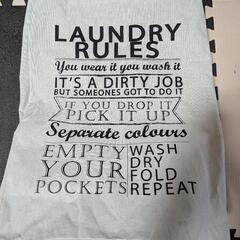 LAUNDRY
RULES
You wear it you wash it
IT'S A DIRTY JOB
BUT SOMEONES GOT TO DO IT
IF YOU DROP IT
PICK IT UP
Separate colours
EMPTY
YOUR
POCKETS
WASH
DRY
FOLD
REPEAT